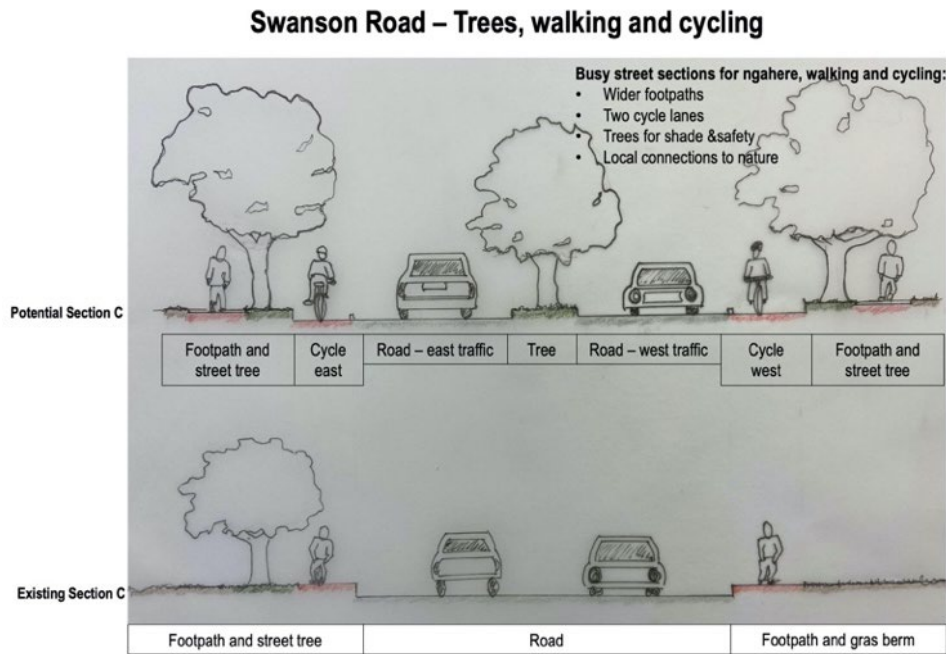 Swanson Road – Trees, walking and cycling
Busy street sections for ngahere, walking and cycling:
• Wider footpaths
• Two cycle lanes
• Trees for shade &safety
• Local connections to nature
Potential Section C
Footpath and street tree
Cycle east
Road – east traffic
Tree
Road – west traffic
Cycle west
Footpath and street tree
Existing Section C
Footpath and street tree
Road
Footpath and gras berm